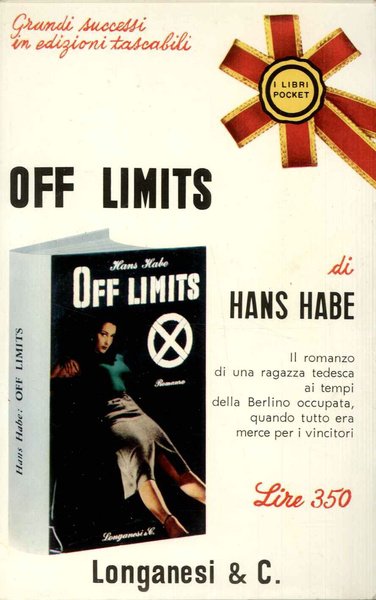 Grandi successi
in edizioni tascabili
I LIBRI
POCKET
OFF LIMITS
di
HANS HABE
Hans Habe
OFF LIMITS
Romanzo
Longanesi & C.
Hans Habe: OFF LIMITS
Il romanzo
di una ragazza tedesca
ai tempi
della Berlino occupata,
quando tutto era
merce per i vincitori
Lire 350
Longanesi & C.